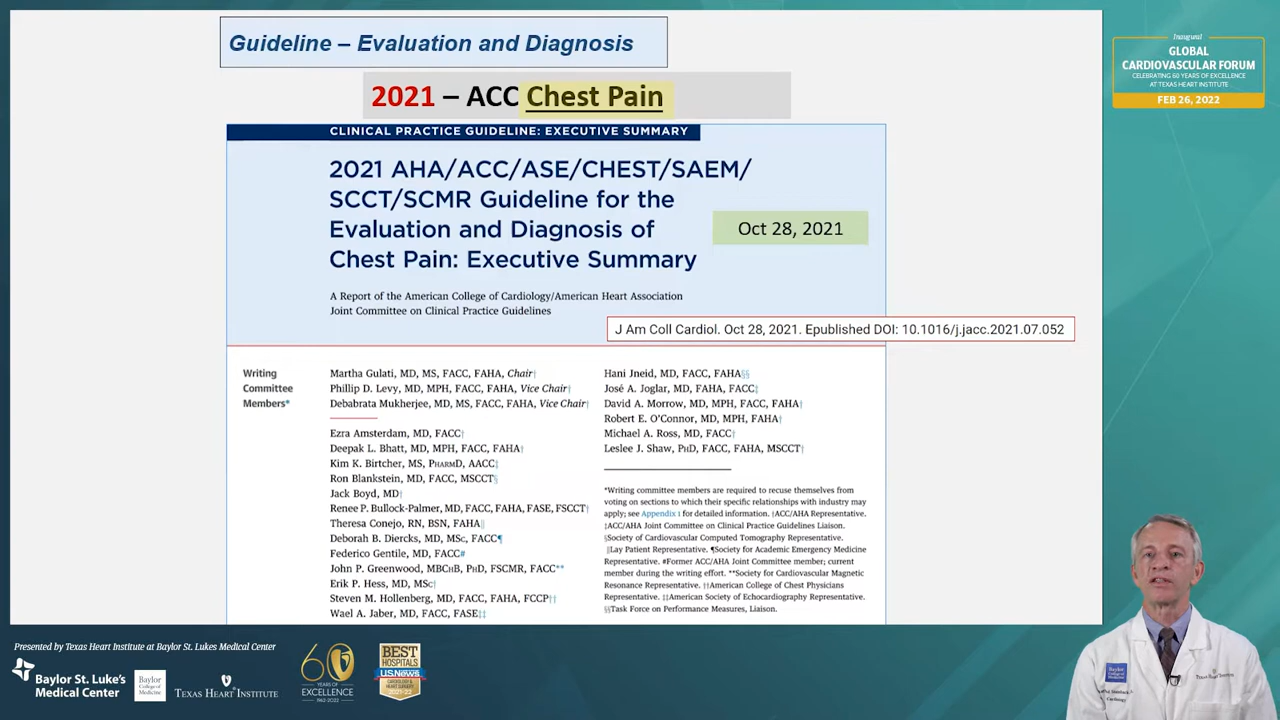 Guideline – Evaluation and Diagnosis
2021 – ACC Chest Pain
CLINICAL PRACTICE GUIDELINE: EXECUTIVE SUMMARY
2021 AHA/ACC/ASE/CHEST/SAEM/
SCCT/SCMR Guideline for the
Evaluation and Diagnosis of
Chest Pain: Executive Summary
Oct 28, 2021
A Report of the American College of Cardiology/American Heart Association
Joint Committee on Clinical Practice Guidelines
J Am Coll Cardiol. Oct 28, 2021. Epublished DOI: 10.1016/j.jacc.2021.07.052
Writing
Committee
Members*
Martha Gulati, MD, MS, FACC, FAHA, Chair†
Phillip D. Levy, MD, MPH, FACC, FAHA, Vice Chair†
Debabrata Mukherjee, MD, MS, FACC, FAHA, Vice Chair†
Ezra Amsterdam, MD, FACC†
Deepak L. Bhatt, MD, MPH, FACC, FAHA†
Kim K. Birtcher, MS, PHARMD, AACC‡
Ron Blankstein, MD, FACC, MSCCT§
Jack Boyd, MD†
Renee P. Bullock-Palmer, MD, FACC, FAHA, FASE, FSCCT†
Theresa Conejo, RN, BSN, FAHA‖
Deborah B. Diercks, MD, MSC, FACC¶
Federico Gentile, MD, FACC#
John P. Greenwood, MBCHB, PHD, FSCMR, FACC**
Erik P. Hess, MD, MSC†
Steven M. Hollenberg, MD, FACC, FAHA, FCCP††
Wael A. Jaber, MD, FACC, FASE‡‡
Hani Jneid, MD, FACC, FAHA§§
José A. Joglar, MD, FAHA, FACC‡
David A. Morrow, MD, MPH, FACC, FAHA†
Robert E. O'Connor, MD, MPH, FAHA†
Michael A. Ross, MD, FACC†
Leslee J. Shaw, PHD, FACC, FAHA, MSCCT†
*Writing committee members are required to recuse themselves from
voting on sections to which their specific relationships with industry may
apply; see Appendix 1 for detailed information. †ACC/AHA Representative.
‡ACC/AHA Joint Committee on Clinical Practice Guidelines Liaison.
§Society of Cardiovascular Computed Tomography Representative.
‖Lay Patient Representative. ¶Society for Academic Emergency Medicine
Representative. #Former ACC/AHA Joint Committee member; current
member during the writing effort. **Society for Cardiovascular Magnetic
Resonance Representative. ††American College of Chest Physicians
Representative. ‡‡American Society of Echocardiography Representative.
§§Task Force on Performance Measures, Liaison.
Inaugural
GLOBAL
CARDIOVASCULAR FORUM
CELEBRATING 60 YEARS OF EXCELLENCE
AT TEXAS HEART INSTITUTE
FEB 26, 2022
Presented by Texas Heart Institute at Baylor St. Lukes Medical Center
Baylor St. Luke's
Medical Center
Baylor
College of
Medicine
TEXAS HEART INSTITUTE
60
YEARS OF
EXCELLENCE
1962-2022
BEST
HOSPITALS
U.S. News
CARDIOLOGY
& HEART SURGERY
Baylor
College of
Medicine
Cardiology